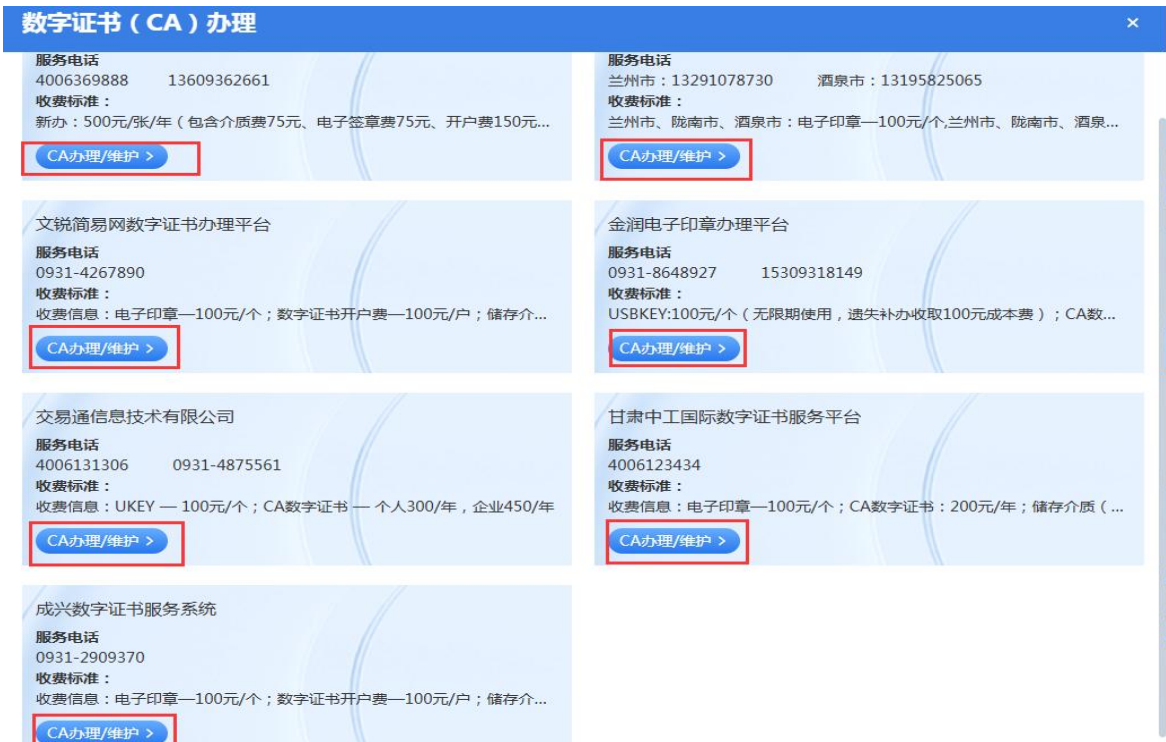 数字证书（CA）办理
×
服务电话
4006369888 13609362661
收费标准：
新办：500元/张/年（包含介质费75元、电子签章费75元、开户费150元...
CA办理/维护 >
服务电话
兰州市：13291078730 酒泉市：13195825065
收费标准：
兰州市、陇南市、酒泉市：电子印章—100元/个,兰州市、陇南市、酒泉...
CA办理/维护 >
文锐简易网数字证书办理平台
服务电话
0931-4267890
收费标准：
收费信息：电子印章—100元/个；数字证书开户费—100元/户；储存介...
CA办理/维护 >
金润电子印章办理平台
服务电话
0931-8648927 15309318149
收费标准：
USBKEY:100元/个（无限期使用，遗失补办收取100元成本费）；CA数...
CA办理/维护 >
交易通信息技术有限公司
服务电话
4006131306 0931-4875561
收费标准：
收费信息：UKEY — 100元/个；CA数字证书 — 个人300/年，企业450/年
CA办理/维护 >
甘肃中工国际数字证书服务平台
服务电话
4006123434
收费标准：
收费信息：电子印章—100元/个；CA数字证书：200元/年；储存介质（...
CA办理/维护 >
成兴数字证书服务系统
服务电话
0931-2909370
收费标准：
收费信息：电子印章—100元/个；数字证书开户费—100元/户；储存介...
CA办理/维护 >